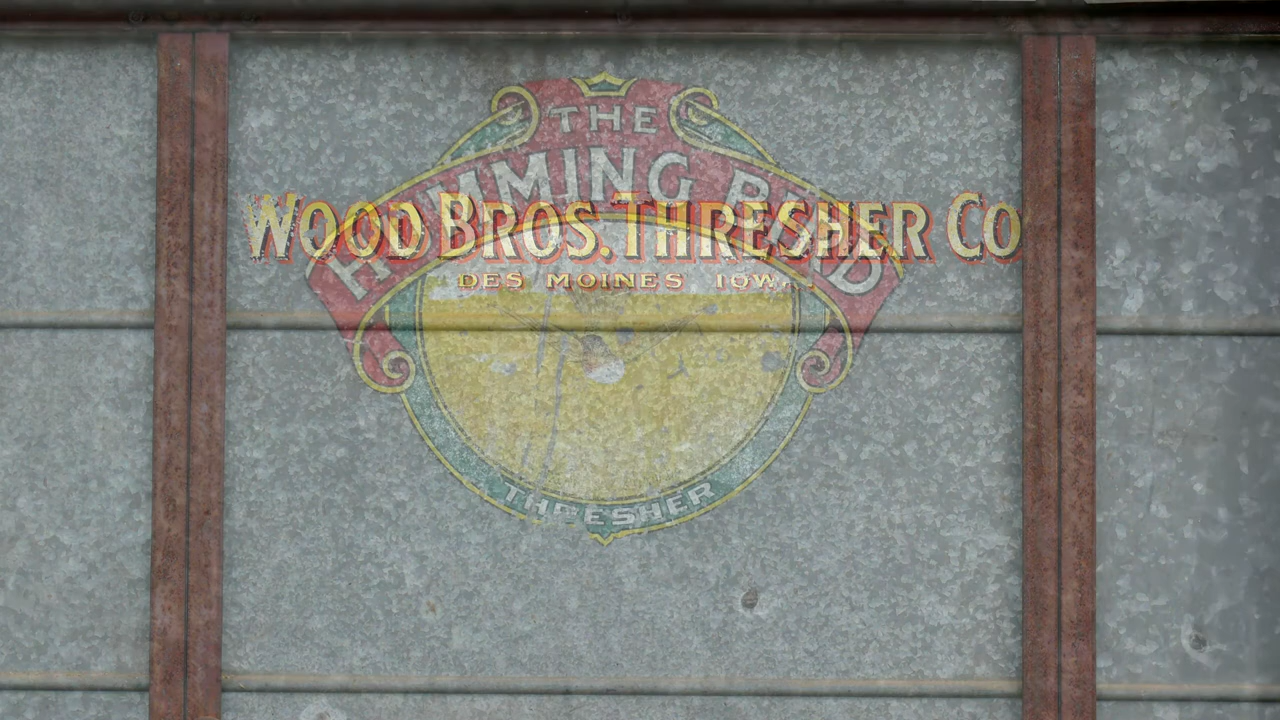 THE
HUMMING BIRD
WOOD BROS. THRESHER CO
DES MOINES IOWA
THRESHER